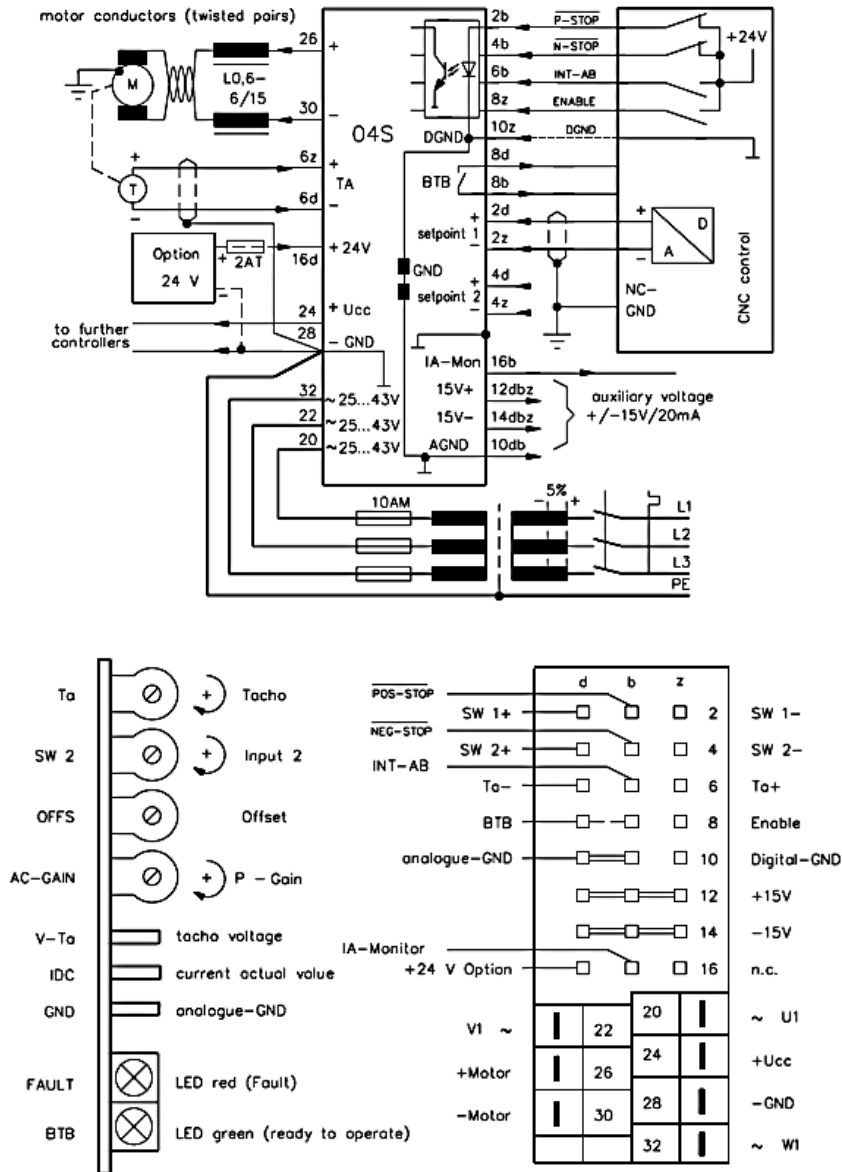 motor conductors (twisted pairs)
26
+
L0,6–
6/15
M
30
–
04S
6z
+
TA
6d
–
+
T
–
Option
24 V
+
2AT
–
+ 24V
16d
24
+ Ucc
28
– GND
to further
controllers
32
~25...43V
22
~25...43V
20
~25...43V
2b
P–STOP
4b
N–STOP
6b
INT–AB
8z
ENABLE
10z
DGND
DGND
+24V
8d
BTB
8b
2d
+
setpoint 1
–
2z
+
–
D
A
GND
4d
+
setpoint 2
–
4z
NC–
GND
CNC control
IA–Mon
16b
15V+
12dbz
15V–
14dbz
AGND
10db
auxiliary voltage
+/–15V/20mA
10AM
– 5% +
L1
L2
L3
PE
Ta
+
Tacho
SW 2
+
Input 2
OFFS
Offset
AC–GAIN
+
P – Gain
V–Ta
tacho voltage
IDC
current actual value
GND
analogue–GND
FAULT
LED red (Fault)
BTB
LED green (ready to operate)
d b z
POS–STOP
SW 1+
2
SW 1–
NEG–STOP
SW 2+
4
SW 2–
INT–AB
Ta–
6
Ta+
BTB
8
Enable
analogue–GND
10
Digital–GND
12
+15V
14
–15V
IA–Monitor
+24 V Option
16
n.c.
V1 ~
22
20
~ U1
+Motor
26
24
+Ucc
–Motor
30
28
–GND
32
~ W1